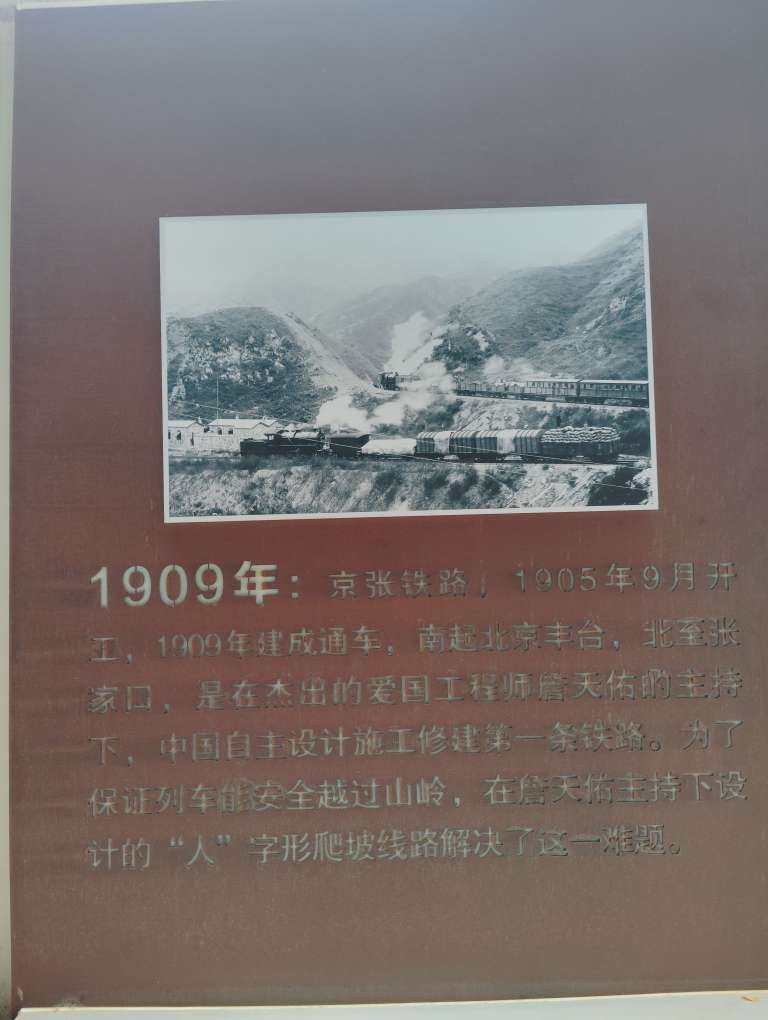 1909年：京张铁路，1905年9月开
工，1909年建成通车，南起北京丰台，北至张
家口，是在杰出的爱国工程师詹天佑的主持
下，中国自主设计施工修建第一条铁路。为了
保证列车能安全越过山岭，在詹天佑主持下设
计的“人”字形爬坡线路解决了这一难题。